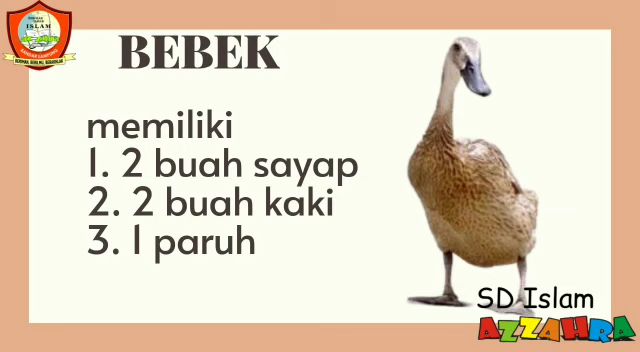 ISLAM
BEBEK
memiliki
1. 2 buah sayap
2. 2 buah kaki
3. 1 paruh
SD Islam
AZZAHRA